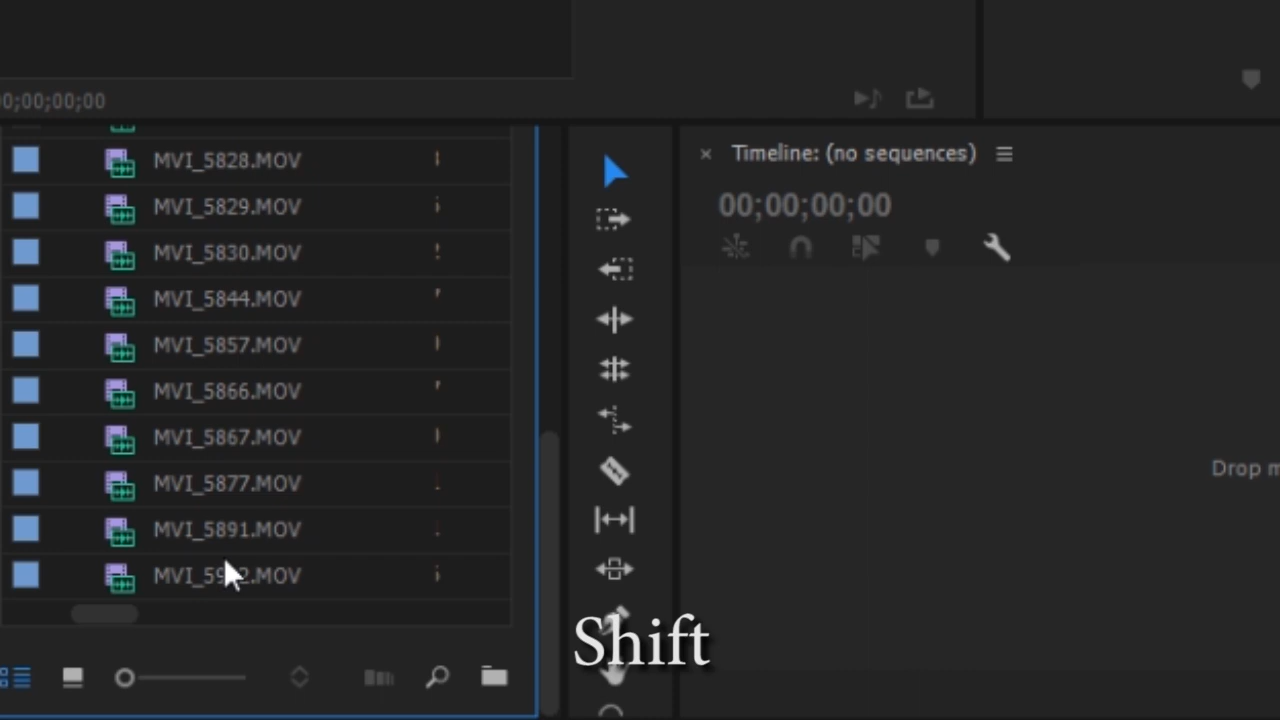 00;00;00;00
MVI_5828.MOV
MVI_5829.MOV
MVI_5830.MOV
MVI_5844.MOV
MVI_5857.MOV
MVI_5866.MOV
MVI_5867.MOV
MVI_5877.MOV
MVI_5891.MOV
Timeline: (no sequences)
00;00;00;00
Drop
Shift